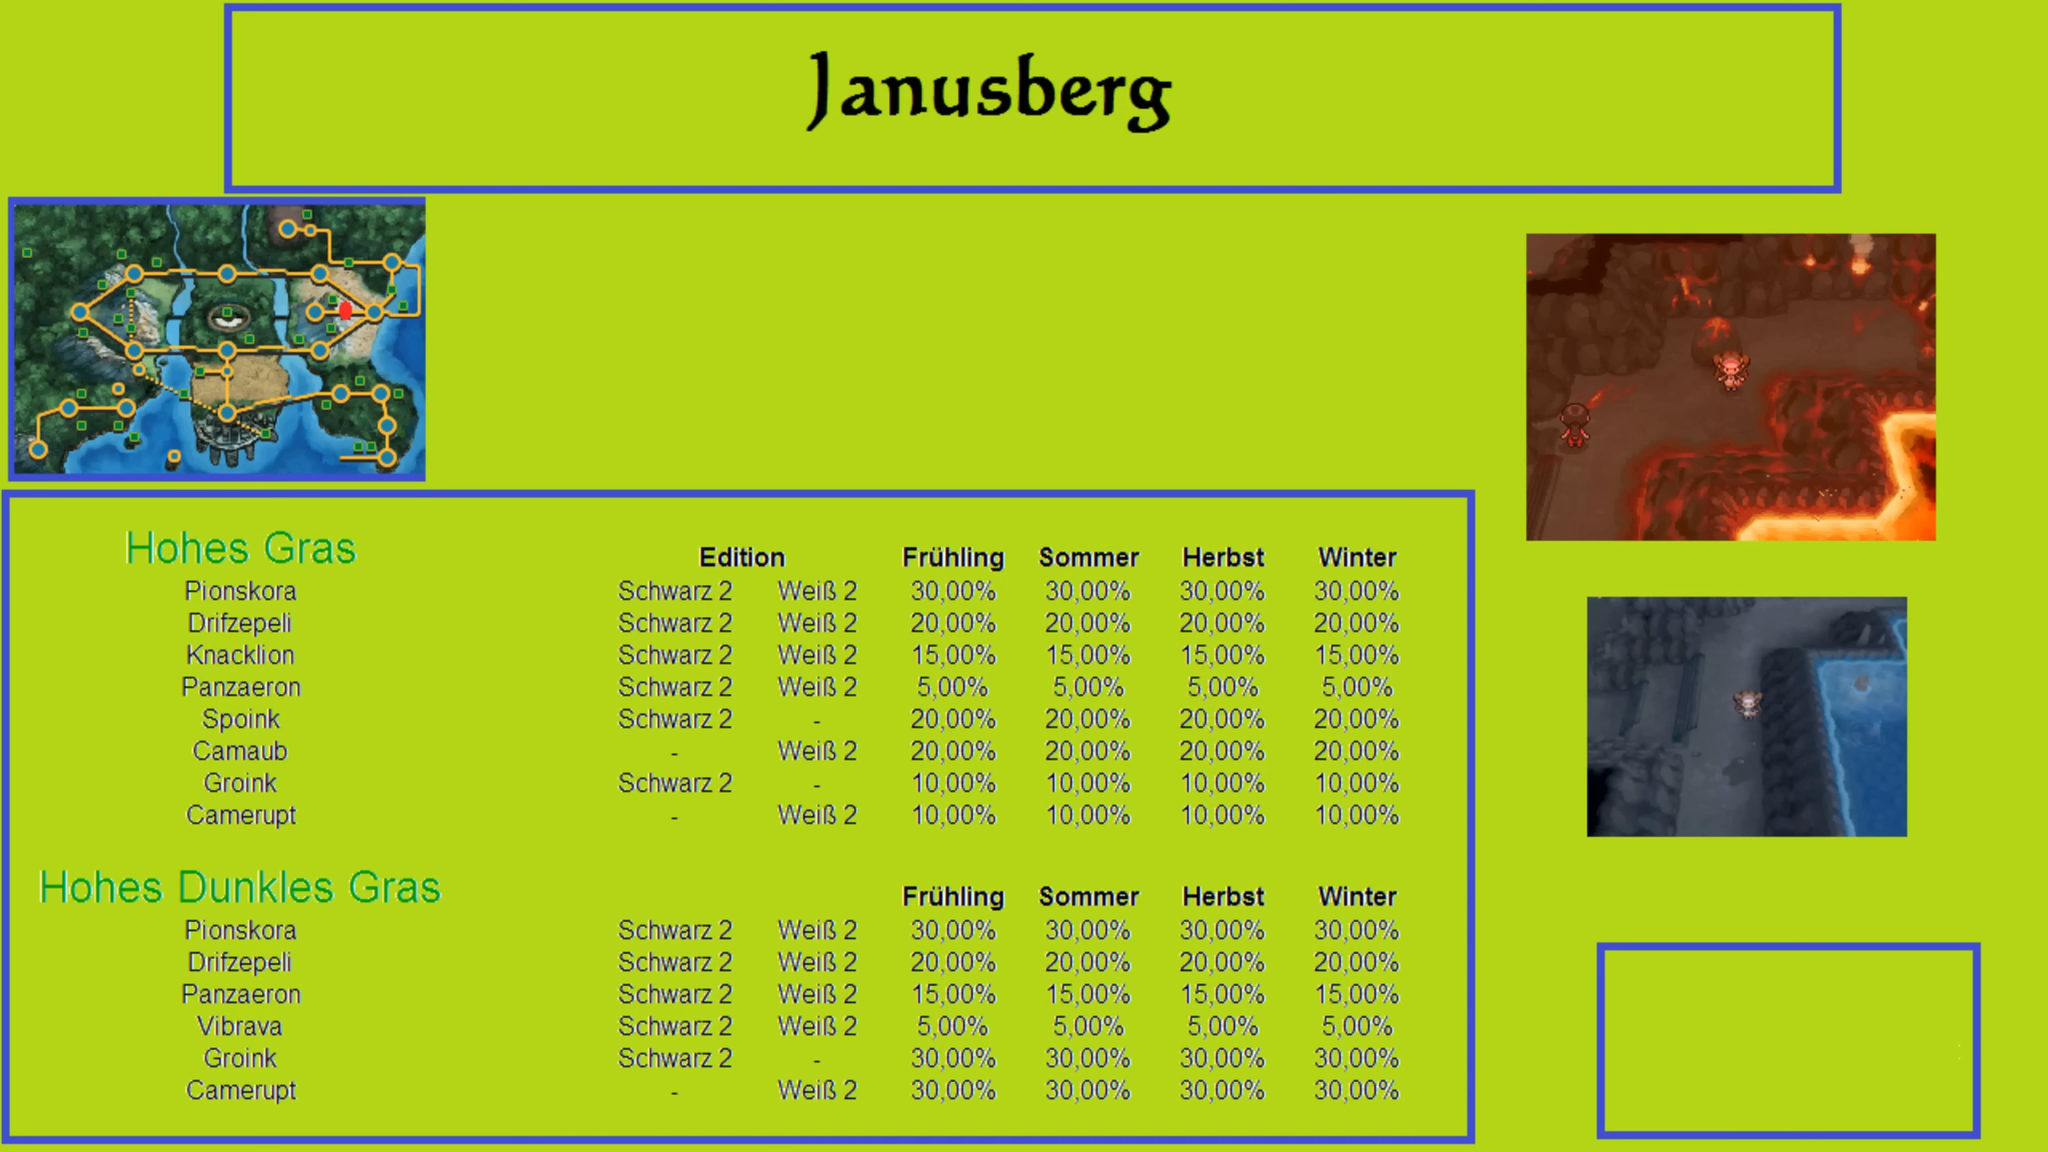 Janusberg
Hohes Gras Edition Frühling Sommer Herbst Winter
Pionskora Schwarz 2 Weiß 2 30,00% 30,00% 30,00% 30,00%
Drifzepeli Schwarz 2 Weiß 2 20,00% 20,00% 20,00% 20,00%
Knacklion Schwarz 2 Weiß 2 15,00% 15,00% 15,00% 15,00%
Panzaeron Schwarz 2 Weiß 2 5,00% 5,00% 5,00% 5,00%
Spoink Schwarz 2 - 20,00% 20,00% 20,00% 20,00%
Camaub - Weiß 2 20,00% 20,00% 20,00% 20,00%
Groink Schwarz 2 - 10,00% 10,00% 10,00% 10,00%
Camerupt - Weiß 2 10,00% 10,00% 10,00% 10,00%
Hohes Dunkles Gras Frühling Sommer Herbst Winter
Pionskora Schwarz 2 Weiß 2 30,00% 30,00% 30,00% 30,00%
Drifzepeli Schwarz 2 Weiß 2 20,00% 20,00% 20,00% 20,00%
Panzaeron Schwarz 2 Weiß 2 15,00% 15,00% 15,00% 15,00%
Vibrava Schwarz 2 Weiß 2 5,00% 5,00% 5,00% 5,00%
Groink Schwarz 2 - 30,00% 30,00% 30,00% 30,00%
Camerupt - Weiß 2 30,00% 30,00% 30,00% 30,00%